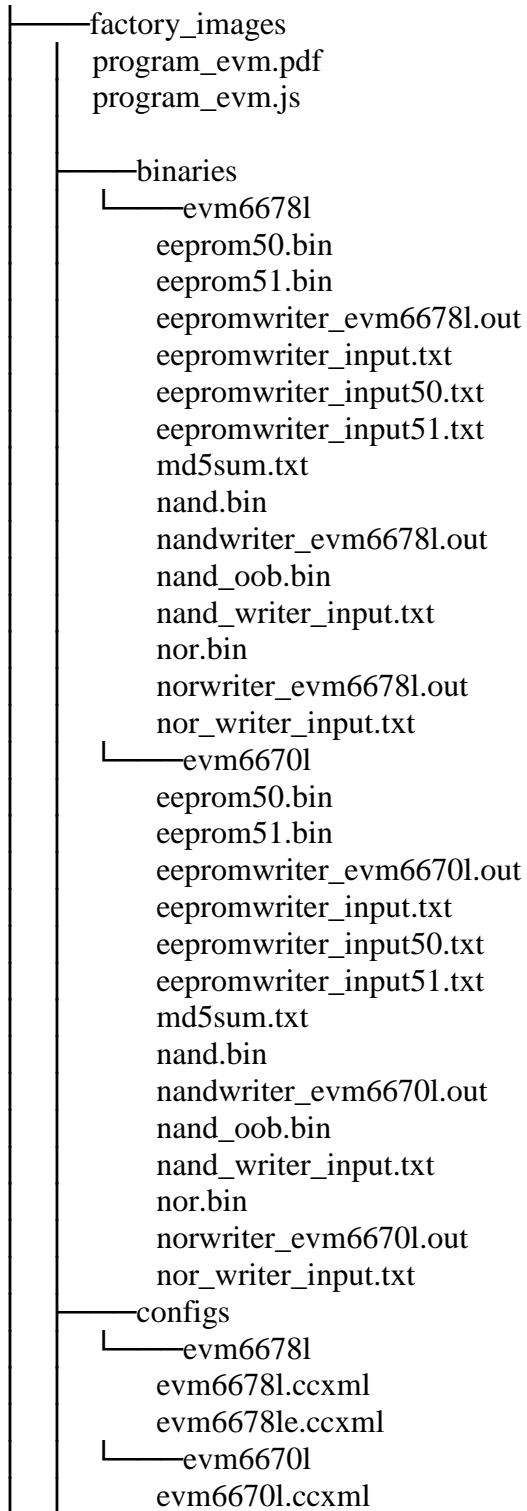 factory_images
program_evm.pdf
program_evm.js
binaries
evm6678l
eeprom50.bin
eeprom51.bin
eepromwriter_evm6678l.out
eepromwriter_input.txt
eepromwriter_input50.txt
eepromwriter_input51.txt
md5sum.txt
nand.bin
nandwriter_evm6678l.out
nand_oob.bin
nand_writer_input.txt
nor.bin
norwriter_evm6678l.out
nor_writer_input.txt
evm6670l
eeprom50.bin
eeprom51.bin
eepromwriter_evm6670l.out
eepromwriter_input.txt
eepromwriter_input50.txt
eepromwriter_input51.txt
md5sum.txt
nand.bin
nandwriter_evm6670l.out
nand_oob.bin
nand_writer_input.txt
nor.bin
norwriter_evm6670l.out
nor_writer_input.txt
configs
evm6678l
evm6678l.ccxml
evm6678le.ccxml
evm6670l
evm6670l.ccxml